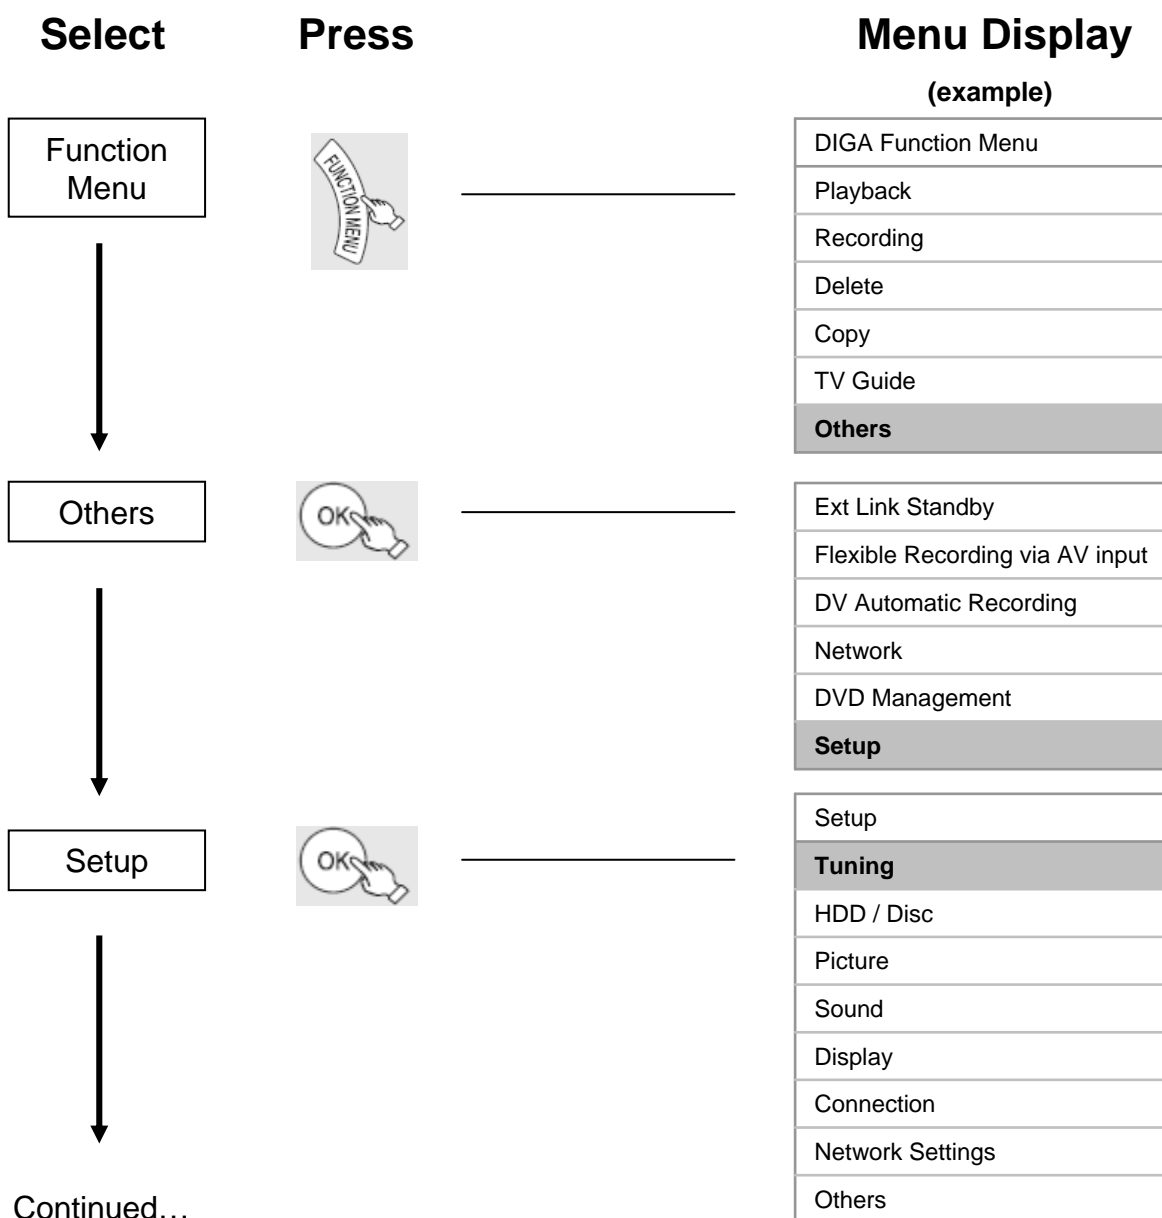 Select Press Menu Display
(example)
Function
Menu
FUNCTION MENU
DIGA Function Menu
Playback
Recording
Delete
Copy
TV Guide
Others
Others
OK
Ext Link Standby
Flexible Recording via AV input
DV Automatic Recording
Network
DVD Management
Setup
Setup
OK
Setup
Tuning
HDD / Disc
Picture
Sound
Display
Connection
Network Settings
Others
Continued…